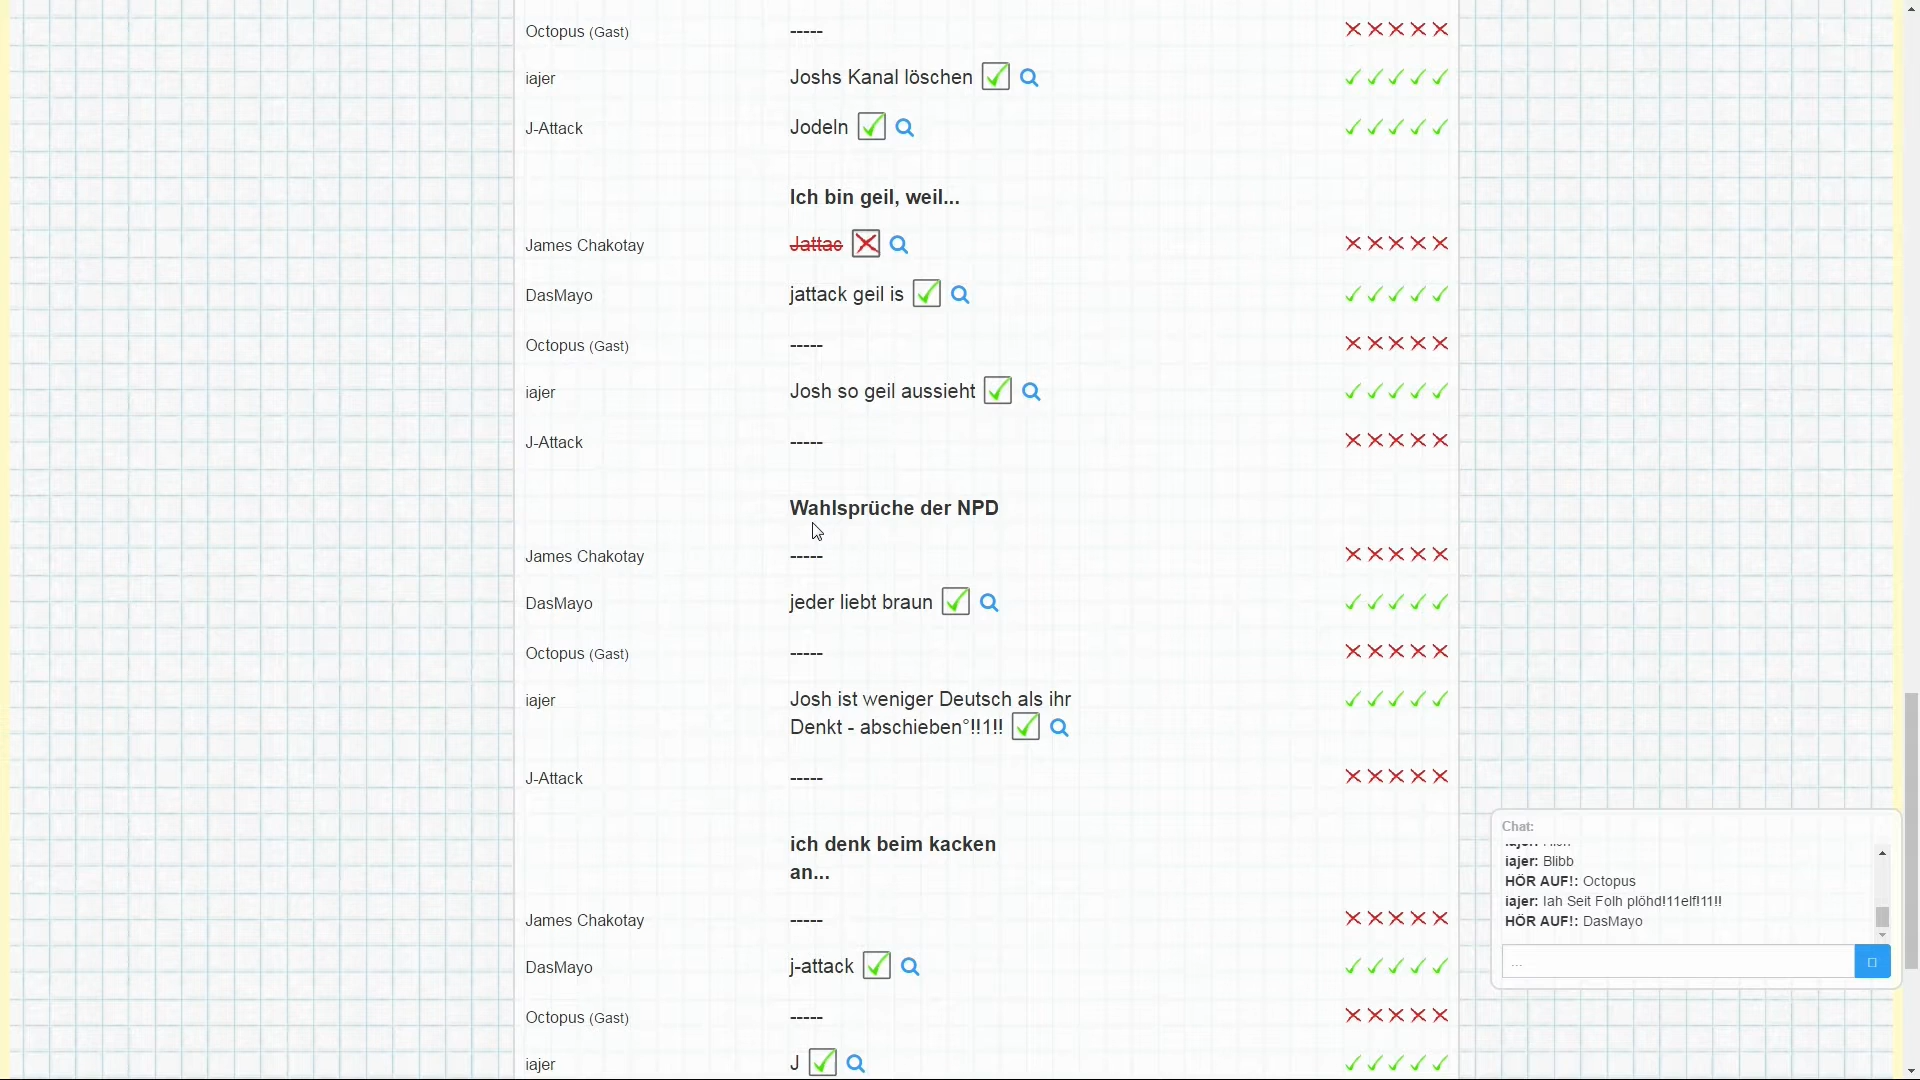 Octopus (Gast) -----
iajer Joshs Kanal löschen
J-Attack Jodeln
Ich bin geil, weil...
James Chakotay Jattac
DasMayo jattack geil is
Octopus (Gast) -----
iajer Josh so geil aussieht
J-Attack -----
Wahlsprüche der NPD
James Chakotay -----
DasMayo jeder liebt braun
Octopus (Gast) -----
iajer Josh ist weniger Deutsch als ihr
Denkt - abschieben°!!1!!
J-Attack -----
ich denk beim kacken
an...
James Chakotay -----
DasMayo j-attack
Octopus (Gast) -----
iajer J
Chat:
iajer: Blibb
HÖR AUF!: Octopus
iajer: Iah Seit Folh plöhd!11elf!11!!
HÖR AUF!: DasMayo
...